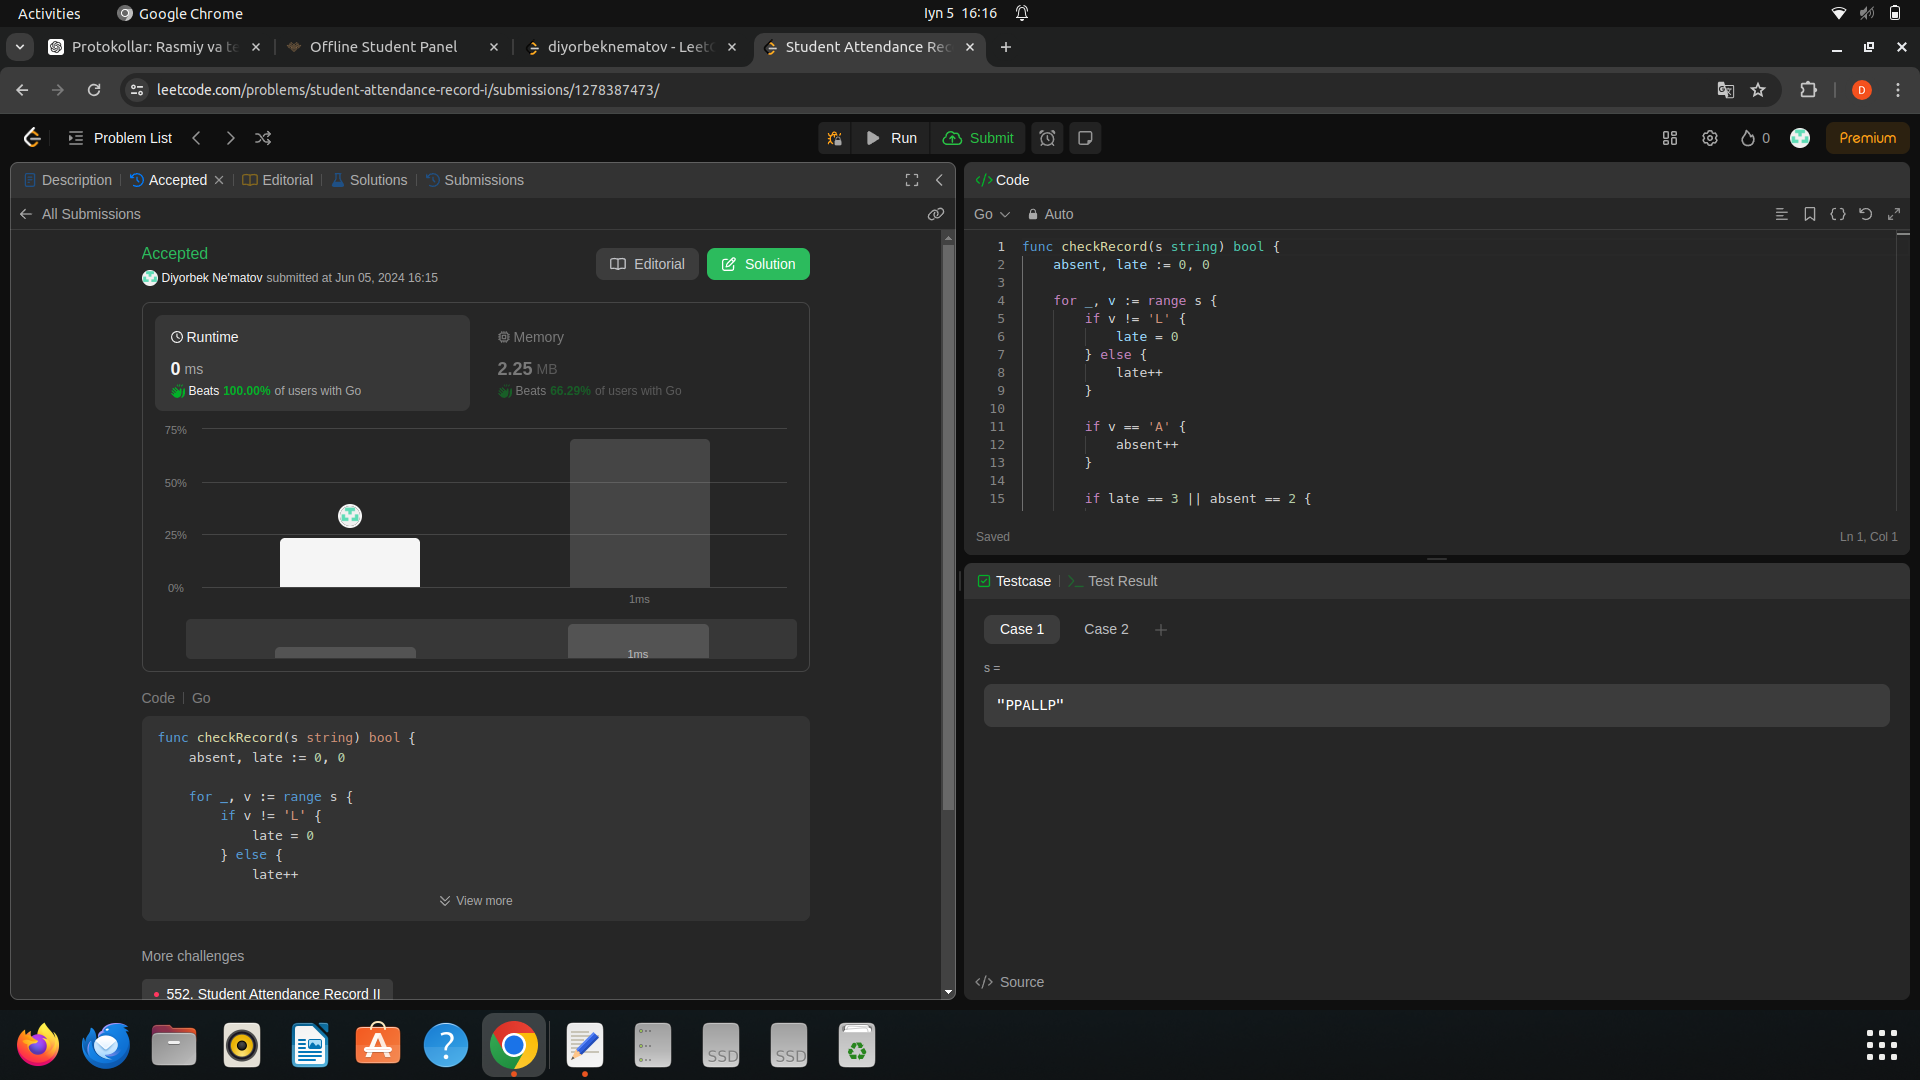 Activities
Google Chrome
Iyn 5 16:16
Protokollar: Rasmiy va te
Offline Student Panel
diyorbeknematov - LeetC
Student Attendance Rec
leetcode.com/problems/student-attendance-record-i/submissions/1278387473/
D
Problem List
Run
Submit
0
Premium
Description
Accepted
Editorial
Solutions
Submissions
All Submissions
Accepted
Diyorbek Ne'matov submitted at Jun 05, 2024 16:15
Editorial
Solution
Runtime
0 ms
Beats 100.00% of users with Go
Memory
2.25 MB
Beats 66.29% of users with Go
75%
50%
25%
0%
1ms
1ms
Code | Go
func checkRecord(s string) bool {
absent, late := 0, 0
for _, v := range s {
if v != 'L' {
late = 0
} else {
late++
View more
More challenges
552. Student Attendance Record II
</> Code
Go
Auto
1 func checkRecord(s string) bool {
2 absent, late := 0, 0
3
4 for _, v := range s {
5 if v != 'L' {
6 late = 0
7 } else {
8 late++
9 }
10
11 if v == 'A' {
12 absent++
13 }
14
15 if late == 3 || absent == 2 {
Saved
Ln 1, Col 1
Testcase
Test Result
Case 1
Case 2
s =
"PPALLP"
</> Source
SSD
SSD